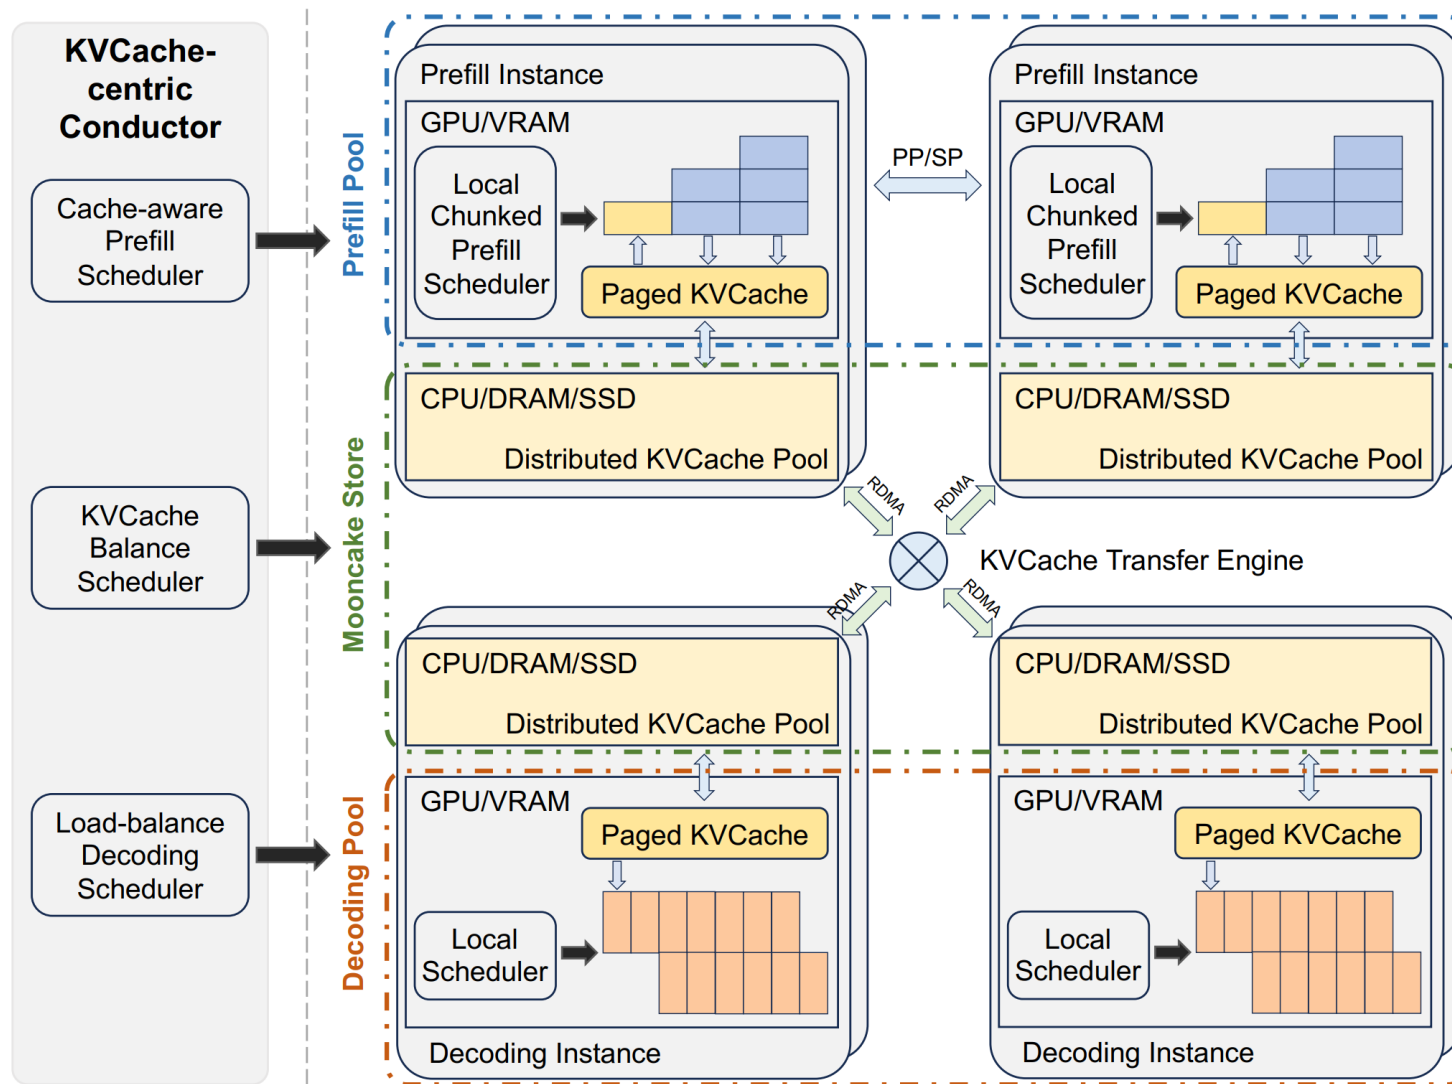 KVCache-
centric
Conductor
Cache-aware
Prefill
Scheduler
KVCache
Balance
Scheduler
Load-balance
Decoding
Scheduler
Prefill Pool
Mooncake Store
Decoding Pool
Prefill Instance
GPU/VRAM
Local
Chunked
Prefill
Scheduler
Paged KVCache
CPU/DRAM/SSD
Distributed KVCache Pool
PP/SP
Prefill Instance
GPU/VRAM
Local
Chunked
Prefill
Scheduler
Paged KVCache
CPU/DRAM/SSD
Distributed KVCache Pool
RDMA
RDMA
KVCache Transfer Engine
RDMA
RDMA
CPU/DRAM/SSD
Distributed KVCache Pool
GPU/VRAM
Paged KVCache
Local
Scheduler
Decoding Instance
CPU/DRAM/SSD
Distributed KVCache Pool
GPU/VRAM
Paged KVCache
Local
Scheduler
Decoding Instance